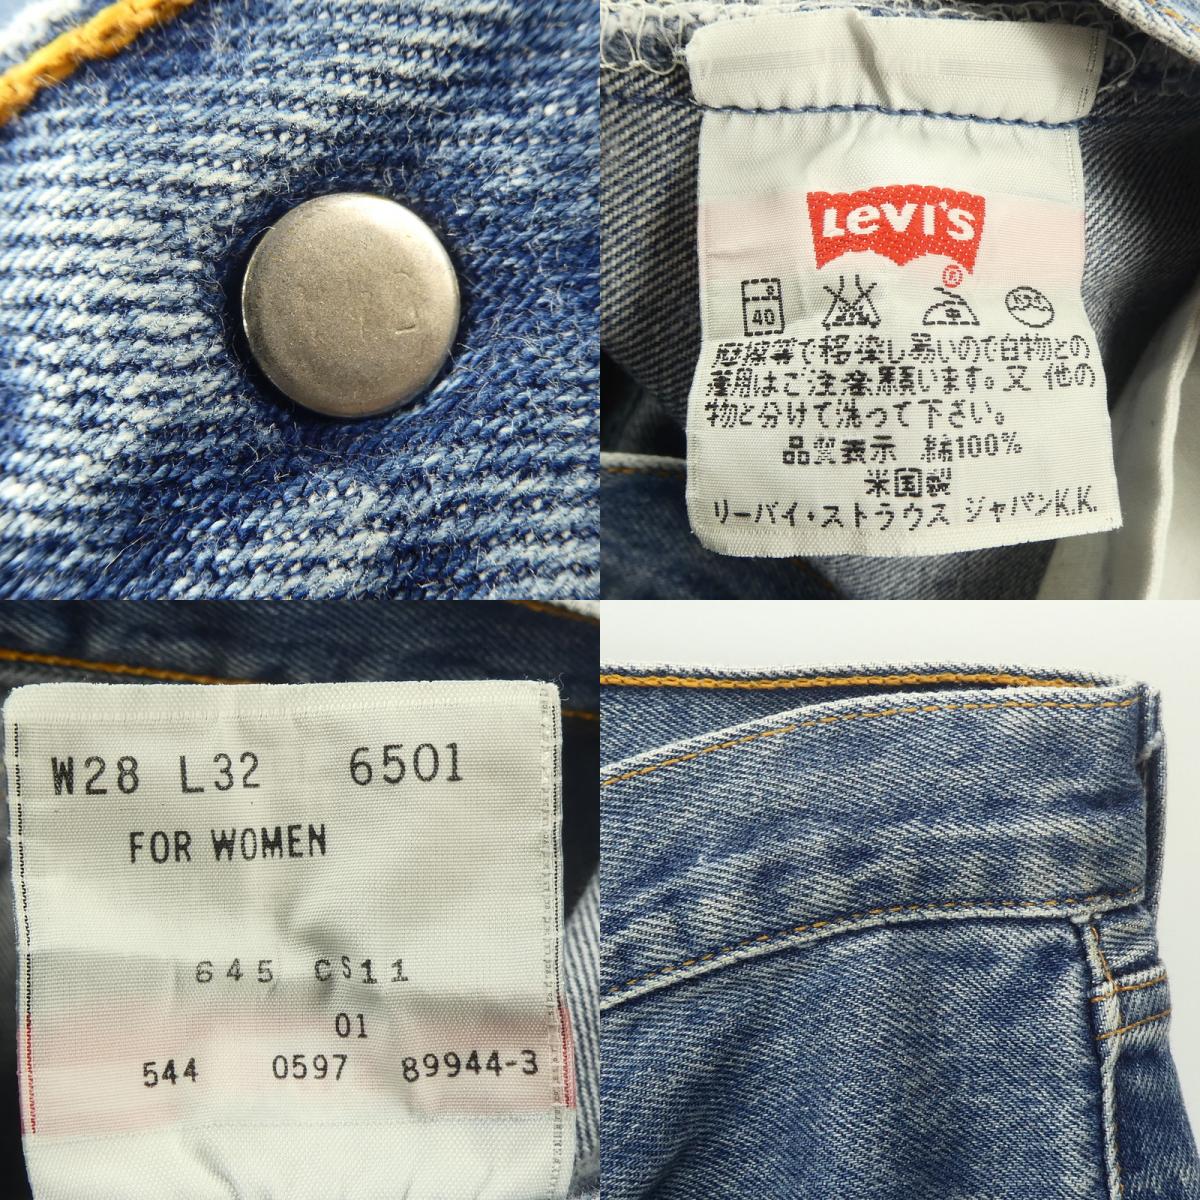 Levi's
®
40
中
摩擦等で移染し易いので白物との
着用はご注意願います。又他の
物と分けて洗って下さい。
品質表示 綿100%
米国製
リーバイ・ストラウス ジャパンK.K.
W28 L32 6501
FOR WOMEN
645 CS11
01
544 0597 89944-3